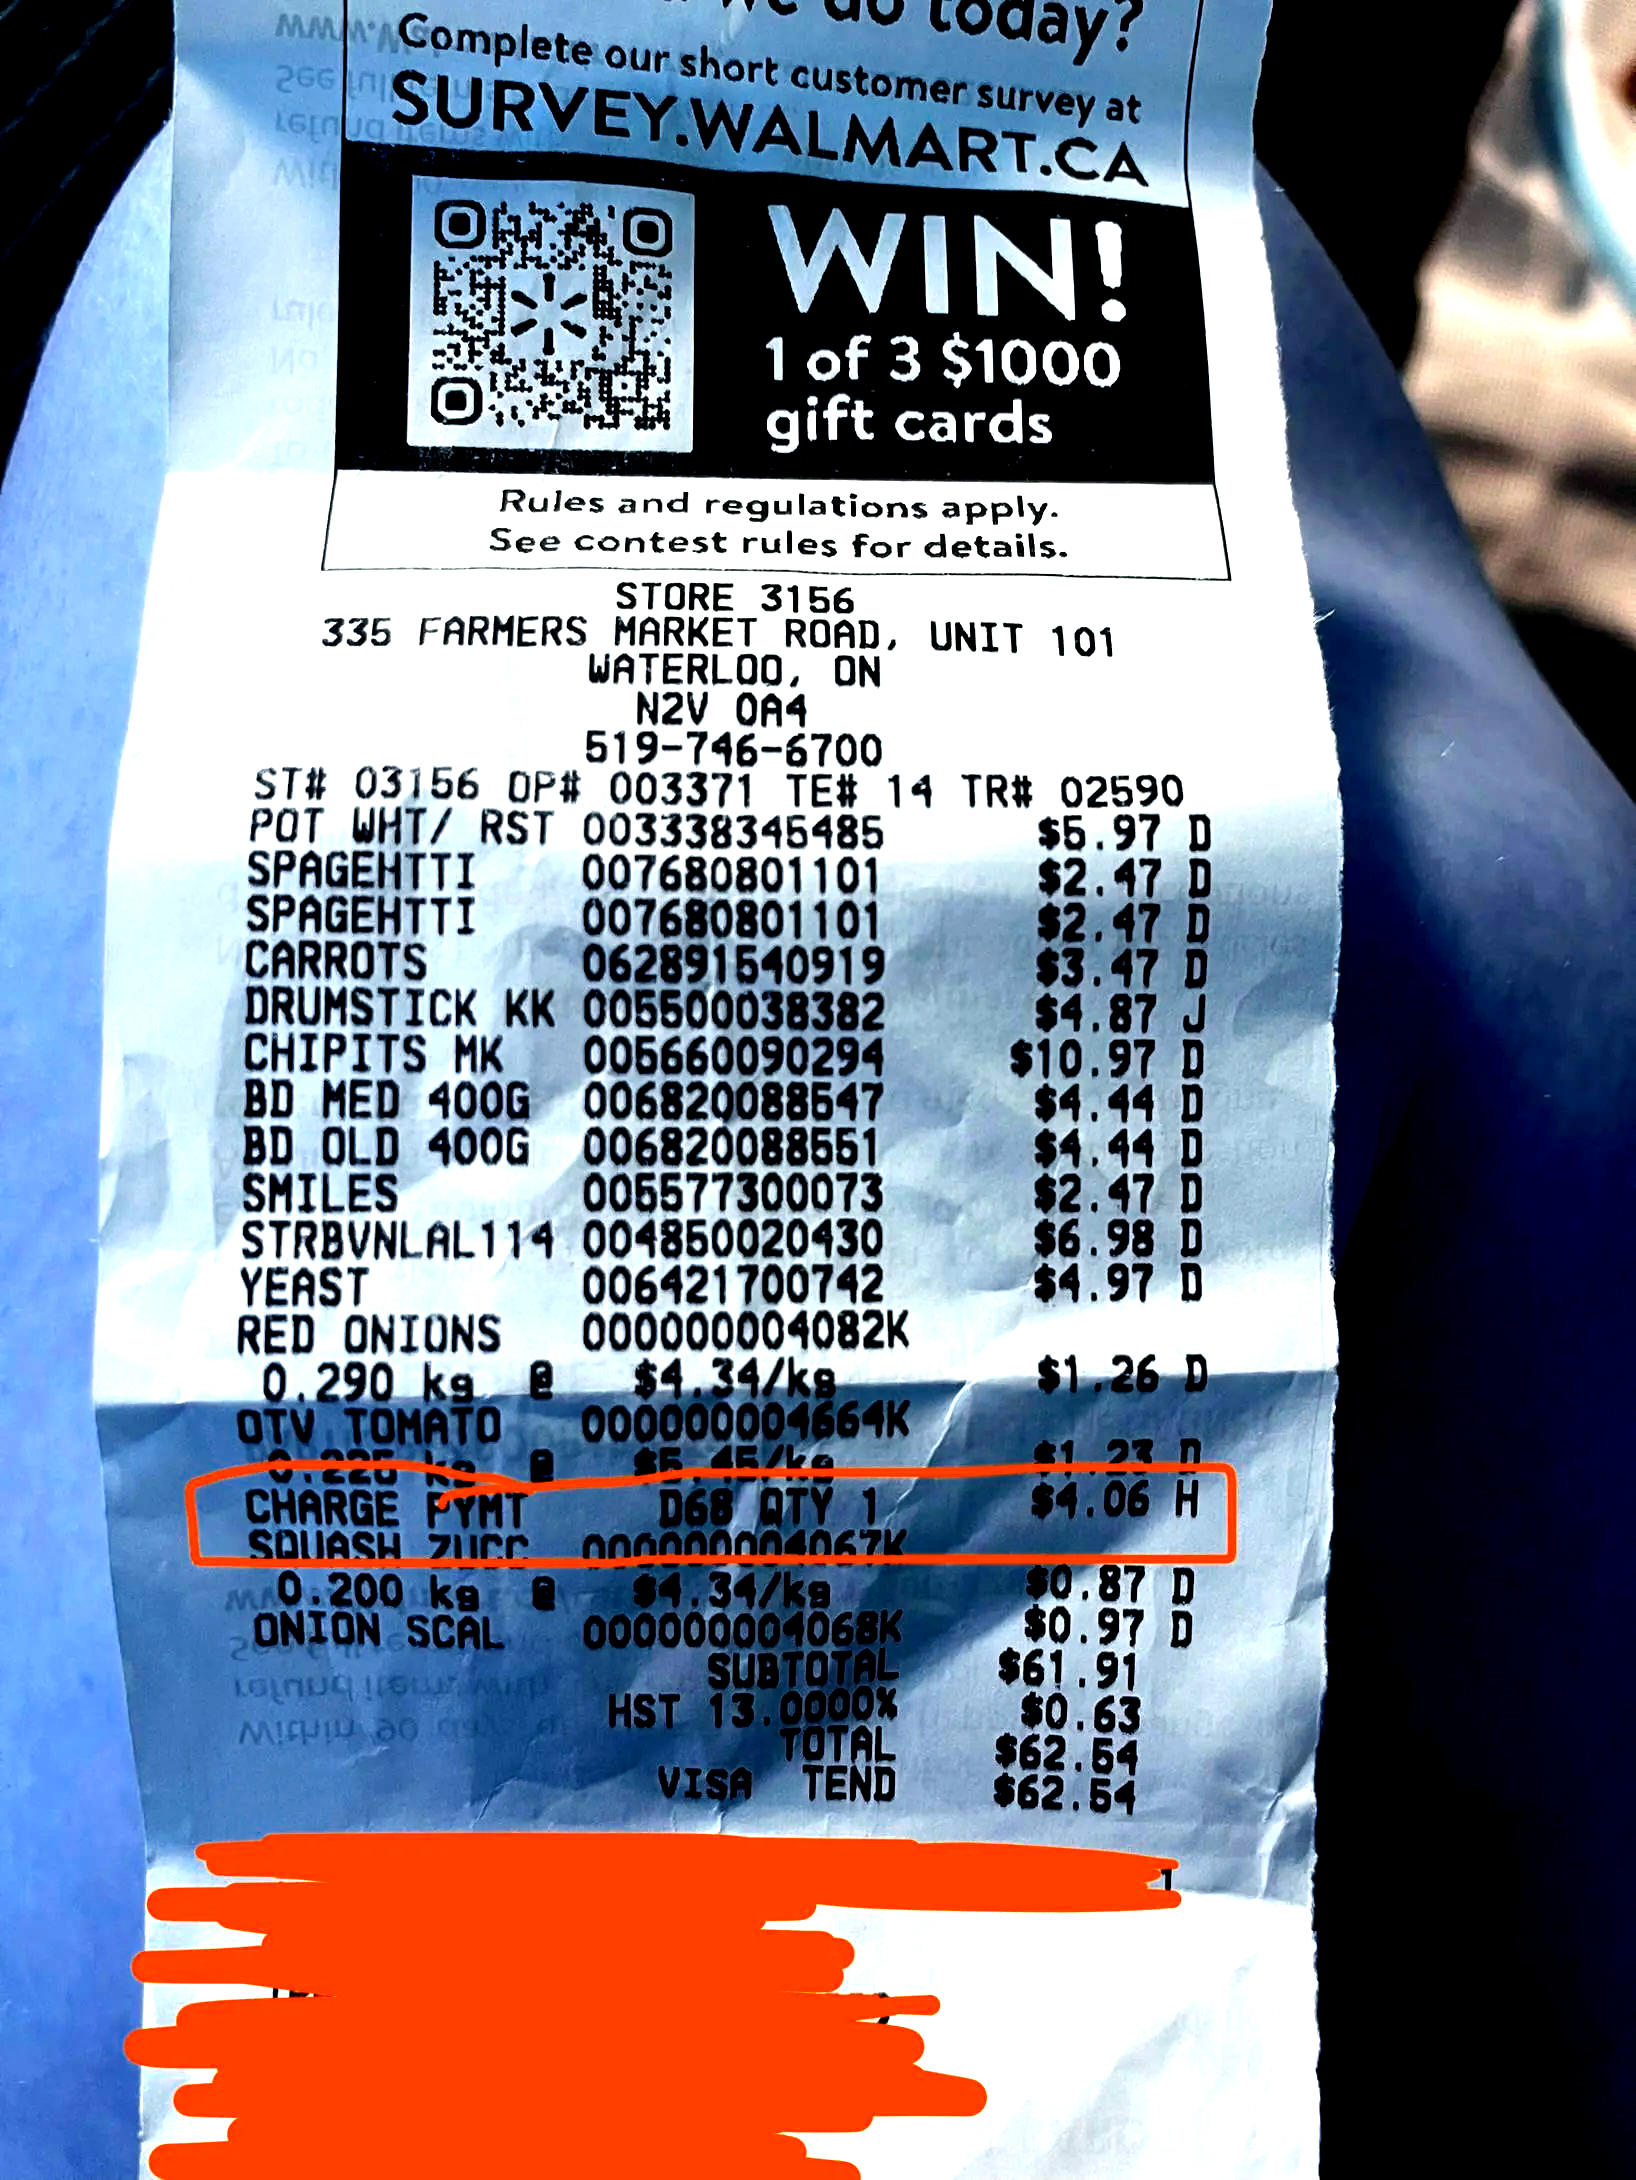 we do today?
Complete our short customer survey at
SURVEY.WALMART.CA
WIN!
1 of 3 $1000
gift cards
Rules and regulations apply.
See contest rules for details.
STORE 3156
335 FARMERS MARKET ROAD, UNIT 101
WATERLOO, ON
N2V 0A4
519-746-6700
ST# 03156 OP# 003371 TE# 14 TR# 02590
POT WHT/ RST 003338345485 $5.97 D
SPAGEHTTI 007680801101 $2.47 D
SPAGEHTTI 007680801101 $2.47 D
CARROTS 062891540919 $3.47 D
DRUMSTICK KK 005500038382 $4.87 J
CHIPITS MK 005660090294 $10.97 D
BD MED 400G 006820088547 $4.44 D
BD OLD 400G 006820088551 $4.44 D
SMILES 005577300073 $2.47 D
STRBVNLAL114 004850020430 $6.98 D
YEAST 006421700742 $4.97 D
RED ONIONS 000000004082K
0.290 kg @ $4.34/kg $1.26 D
OTV TOMATO 000000004664K
0.225 kg @ $5.45/kg $1.23 D
CHARGE PYMT D68 QTY 1 $4.06 H
SQUASH ZUCC 000000004067K
0.200 kg @ $4.34/kg $0.87 D
ONION SCAL 000000004068K $0.97 D
SUBTOTAL $61.91
HST 13.0000% $0.63
TOTAL $62.54
VISA TEND $62.54